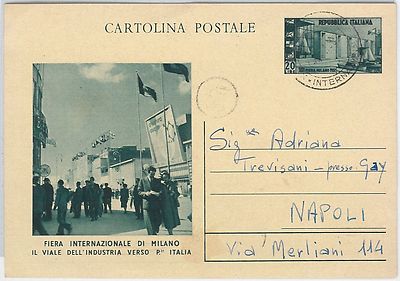 CARTOLINA POSTALE
REPUBBLICA ITALIANA
20
INTERN
Sig.na Adriana
Trevisani - presso Gay
NAPOLI
Via Merliani 114
FIERA INTERNAZIONALE DI MILANO
IL VIALE DELL'INDUSTRIA VERSO P.ta ITALIA